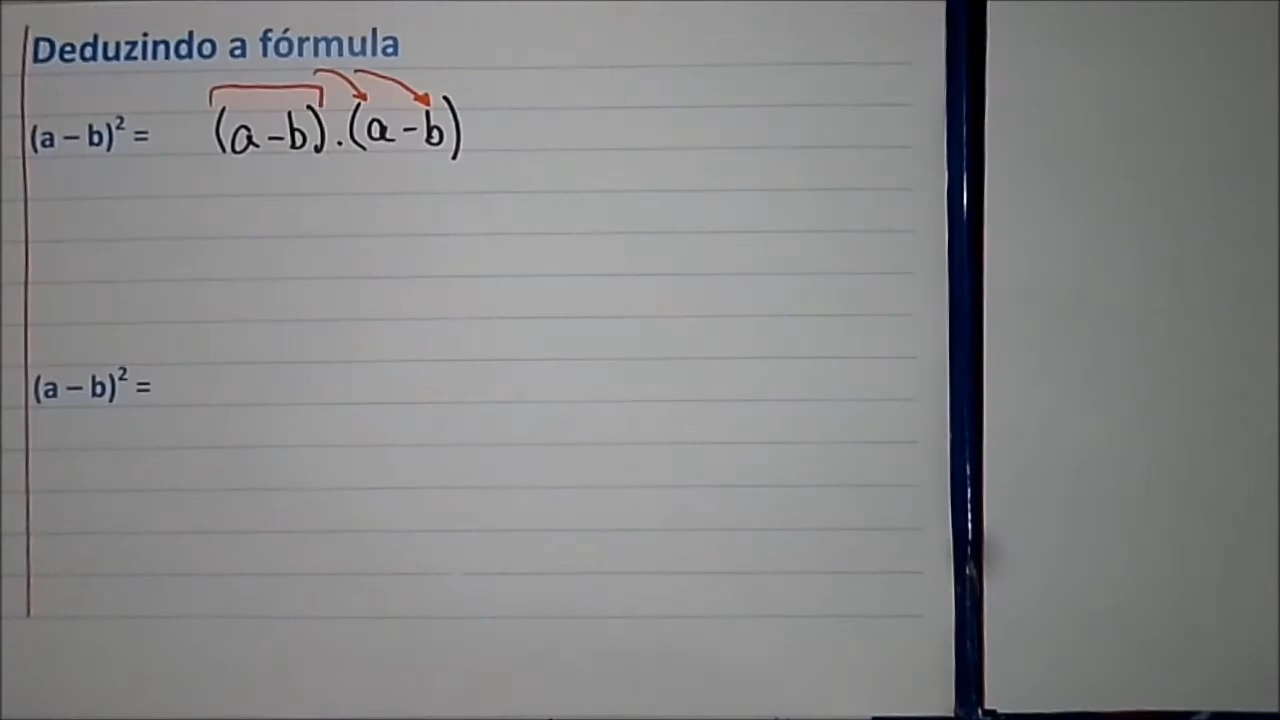 Deduzindo a fórmula
(a – b)² = (a – b) . (a – b)
(a – b)² =